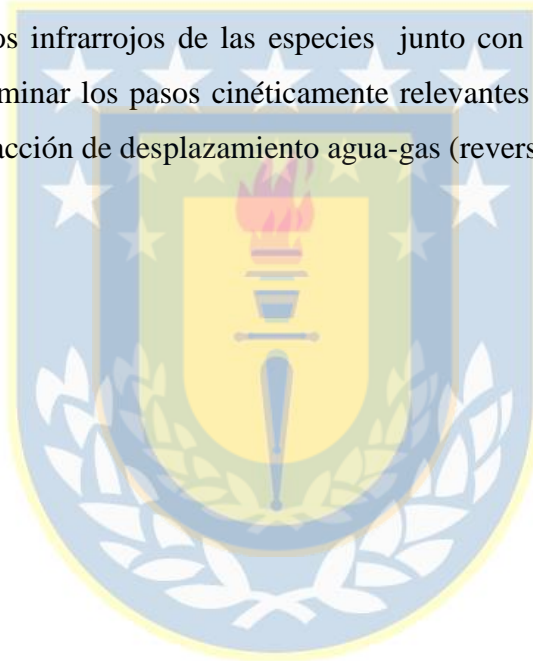 os infrarrojos de las especies junto con
minar los pasos cinéticamente relevantes
acción de desplazamiento agua-gas (revers